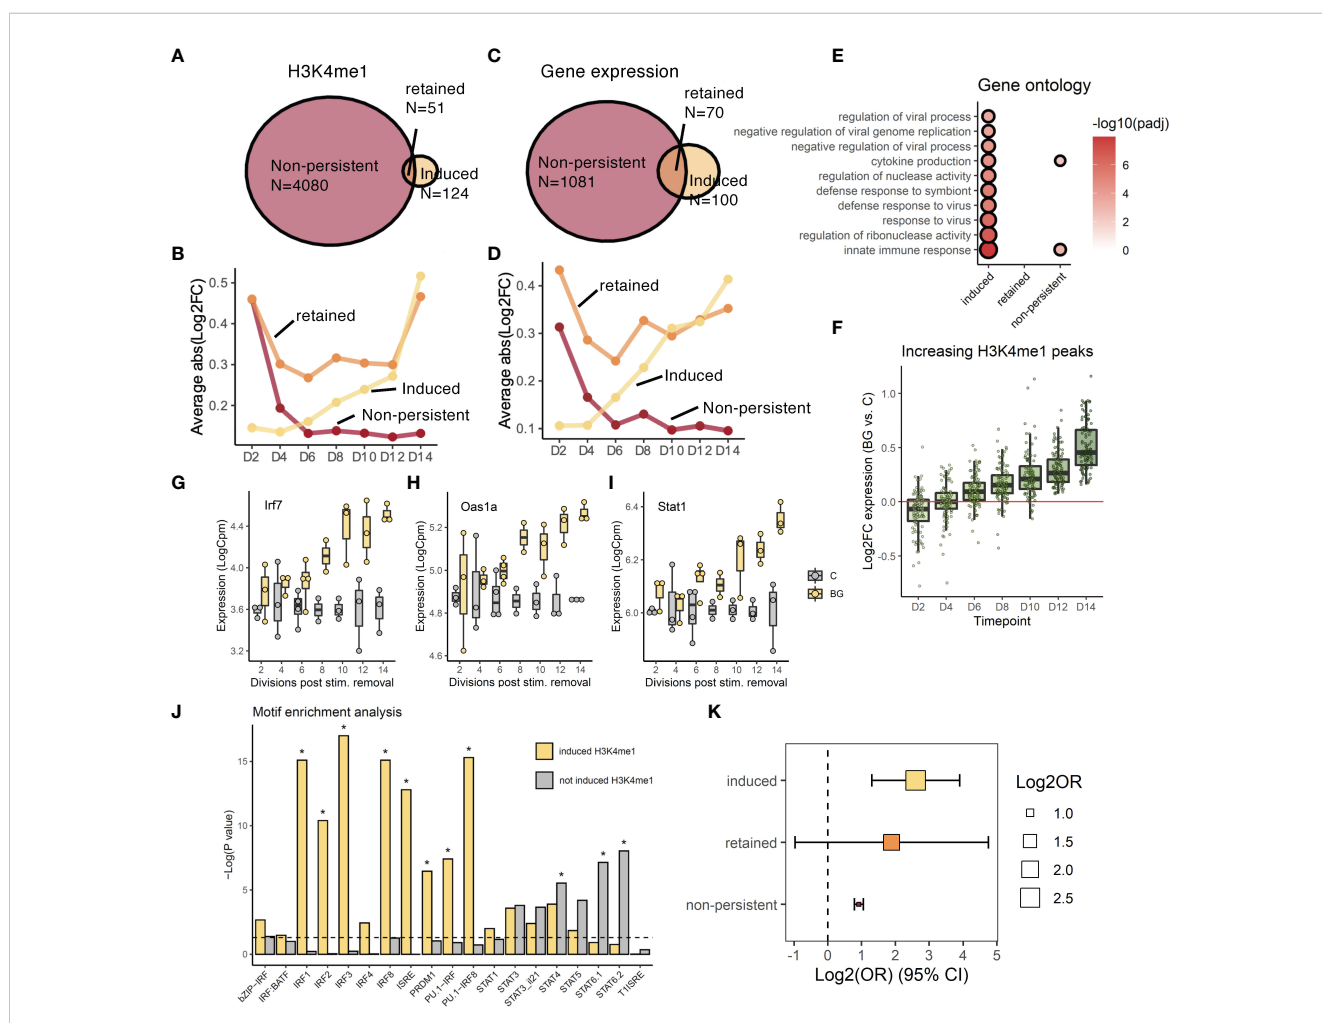 A
H3K4me1
retained
N=51
Non-persistent
N=4080
Induced
N=124
C
Gene expression
retained
N=70
Non-persistent
N=1081
Induced
N=100
E
Gene ontology
regulation of viral process
negative regulation of viral genome replication
negative regulation of viral process
cytokine production
regulation of nuclease activity
defense response to symbiont
defense response to virus
response to virus
regulation of ribonuclease activity
innate immune response
induced
retained
non-persistent
-log10(padj)
6
4
2
0
B
Average abs(Log2FC)
0.5
0.4
0.3
0.2
retained
Induced
Non-persistent
D2 D4 D6 D8 D10 D12 D14
D
Average abs(Log2FC)
0.4
0.3
0.2
0.1
retained
Induced
Non-persistent
D2 D4 D6 D8 D10 D12 D14
F
Increasing H3K4me1 peaks
Log2FC expression (BG vs. C)
1.0
0.5
0.0
-0.5
D2 D4 D6 D8 D10 D12 D14
Timepoint
G
Irf7
Expression (LogCpm)
4.4
4.0
3.6
3.2
2 4 6 8 10 12 14
Divisions post stim. removal
H
Oas1a
Expression (LogCpm)
5.2
5.0
4.8
4.6
2 4 6 8 10 12 14
Divisions post stim. removal
I
Stat1
Expression (LogCpm)
6.4
6.2
6.0
2 4 6 8 10 12 14
Divisions post stim. removal
C
BG
J
Motif enrichment analysis
−Log(P value)
15
10
5
0
* * * * * * * * * * *
induced H3K4me1
not induced H3K4me1
bZIP−IRF
IRF:BATF
IRF1
IRF2
IRF3
IRF4
IRF8
ISRE
PRDM1
PU.1−IRF
PU.1−IRF8
STAT1
STAT3
STAT3_il21
STAT4
STAT5
STAT6.1
STAT6.2
T1ISRE
K
induced
retained
non-persistent
-1 0 1 2 3 4 5
Log2(OR) (95% CI)
Log2OR
1.0
1.5
2.0
2.5